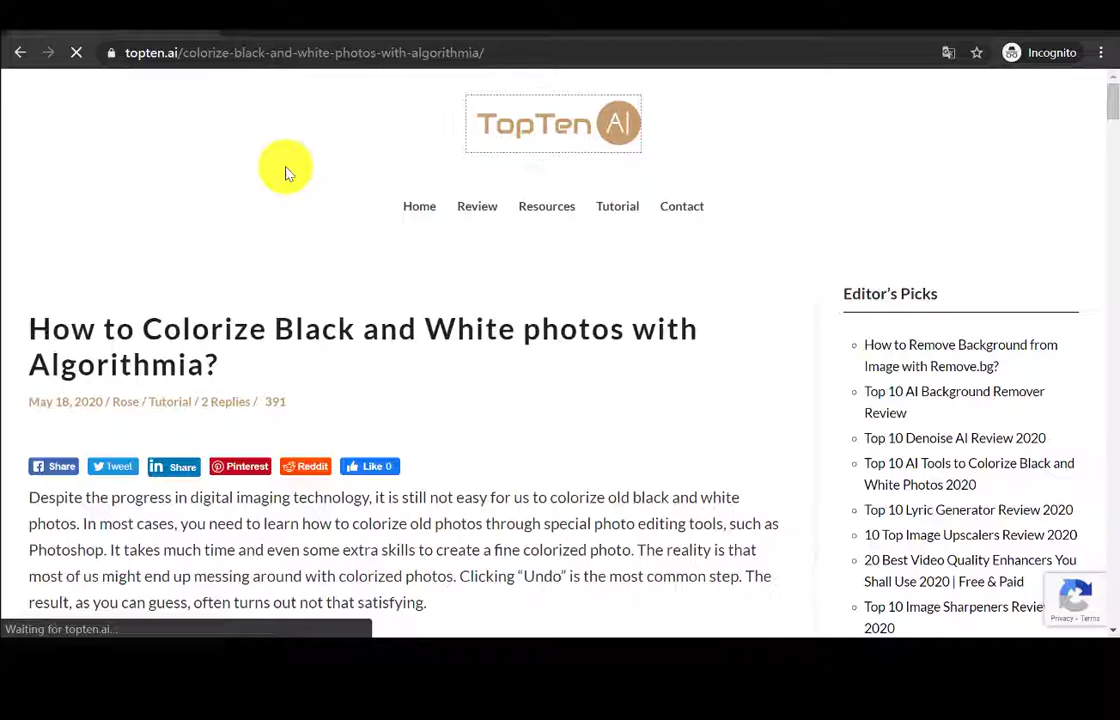 topten.ai/colorize-black-and-white-photos-with-algorithmia/
Incognito
TopTen AI
Home Review Resources Tutorial Contact
How to Colorize Black and White photos with
Algorithmia?
May 18, 2020 / Rose / Tutorial / 2 Replies / 391
Share Tweet Share Pinterest Reddit Like 0
Despite the progress in digital imaging technology, it is still not easy for us to colorize old black and white
photos. In most cases, you need to learn how to colorize old photos through special photo editing tools, such as
Photoshop. It takes much time and even some extra skills to create a fine colorized photo. The reality is that
most of us might end up messing around with colorized photos. Clicking “Undo” is the most common step. The
result, as you can guess, often turns out not that satisfying.
Editor’s Picks
How to Remove Background from
Image with Remove.bg?
Top 10 AI Background Remover
Review
Top 10 Denoise AI Review 2020
Top 10 AI Tools to Colorize Black and
White Photos 2020
Top 10 Lyric Generator Review 2020
10 Top Image Upscalers Review 2020
20 Best Video Quality Enhancers You
Shall Use 2020 | Free & Paid
Top 10 Image Sharpeners Revie
2020
Privacy - Terms
Waiting for topten.ai...